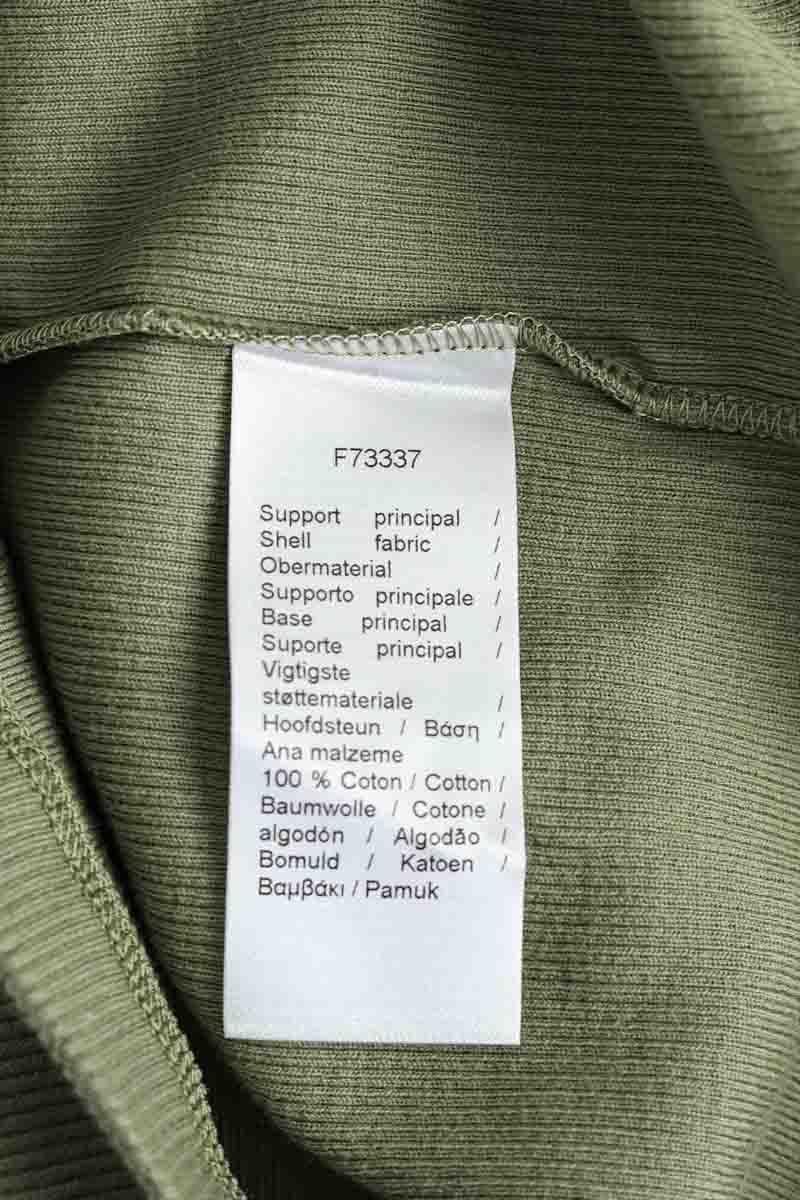 F73337
Support principal /
Shell fabric /
Obermaterial /
Supporto principale /
Base principal /
Suporte principal /
Vigtigste
støttemateriale /
Hoofdsteun / Βάση /
Ana malzeme
100 % Coton / Cotton /
Baumwolle / Cotone /
algodón / Algodão /
Bomuld / Katoen /
Βαμβάκι / Pamuk